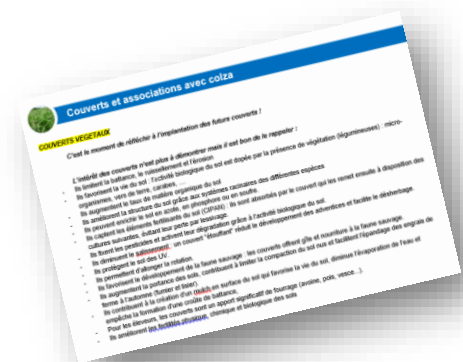 Couverts et associations avec colza
COUVERTS VEGETAUX
C'est le moment de réfléchir à l'implantation des futurs couverts !
L'intérêt des couverts n'est plus à démontrer mais il est bon de le rappeler :
- Ils limitent la battance, le ruissellement et l'érosion
- Ils favorisent la vie du sol : l'activité biologique du sol est dopée par la présence de végétation (légumineuses) : micro-
organismes, vers de terre, carabes, …
- Ils augmentent le taux de matière organique du sol
- Ils améliorent la structure du sol grâce aux systèmes racinaires des différentes espèces
- Ils peuvent enrichir le sol en azote, en phosphore ou en soufre.
- Ils captent les éléments fertilisants du sol (CIPAN) : ils sont absorbés par le couvert qui les remet ensuite à disposition des
cultures suivantes, évitant leur perte par lessivage.
- Ils fixent les pesticides et activent leur dégradation grâce à l'activité biologique du sol.
- Ils diminuent le salissement : un couvert "étouffant" réduit le développement des adventices et facilite le désherbage.
- Ils protègent le sol des UV.
- Ils permettent d'allonger la rotation.
- Ils favorisent le développement de la faune sauvage : les couverts offrent gîte et nourriture à la faune sauvage
- Ils augmentent la portance des sols, contribuent à limiter la compaction du sol nus et facilitent l'épandage des engrais de
ferme à l'automne (fumier et lisier)
- Ils contribuent à la création d'un mulch en surface du sol qui favorise la vie du sol, diminue l'évaporation de l'eau et
empêche la formation d'une croûte de battance.
- Pour les éleveurs, les couverts sont un apport significatif de fourrage (avoine, pois, vesce…).
- Ils améliorent les fertilités physique, chimique et biologique des sols